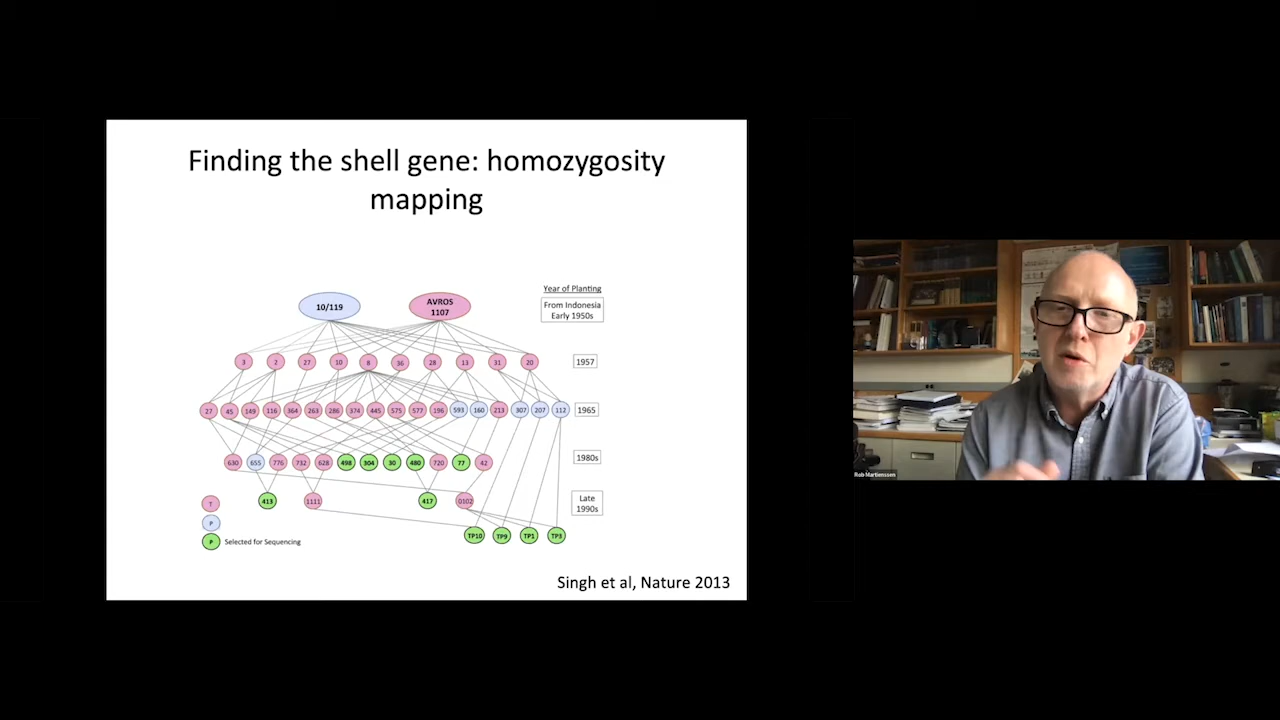 Finding the shell gene: homozygosity
mapping
Year of Planting
10/119
AVROS
1107
From Indonesia
Early 1950s
3 2 27 10 8 36 28 13 31 20 1957
27 45 149 116 364 263 286 374 445 575 577 196 593 160 213 307 207 112 1965
630 655 776 732 628 498 304 30 480 720 77 42 1980s
413 1111 417 0102 Late
1990s
T
P
P Selected for Sequencing
TP10 TP9 TP1 TP3
Singh et al, Nature 2013
Rob Martienssen